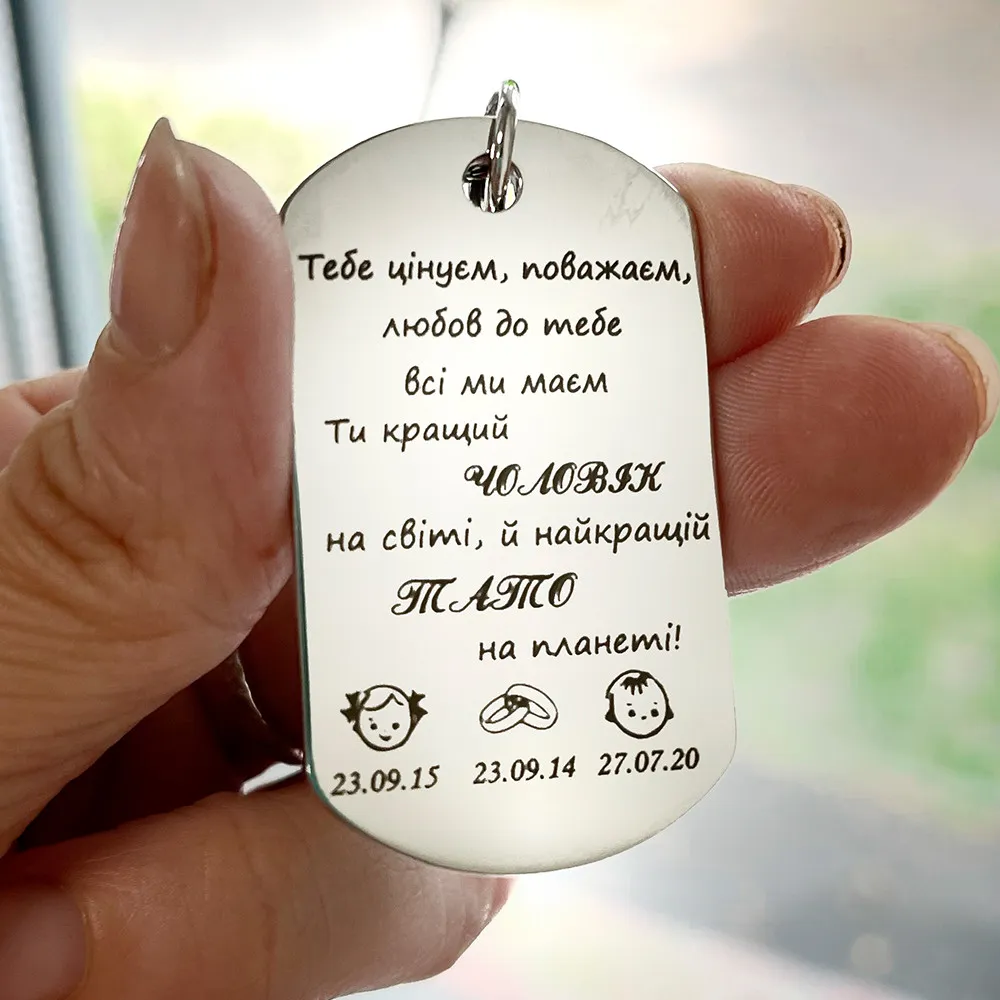 Тебе цінуєм, поважаєм,
любов до тебе
всі ми маєм
Ти кращий
ЧОЛОВІК
на світі, й найкращій
ТАТО
на планеті!
23.09.15 23.09.14 27.07.20